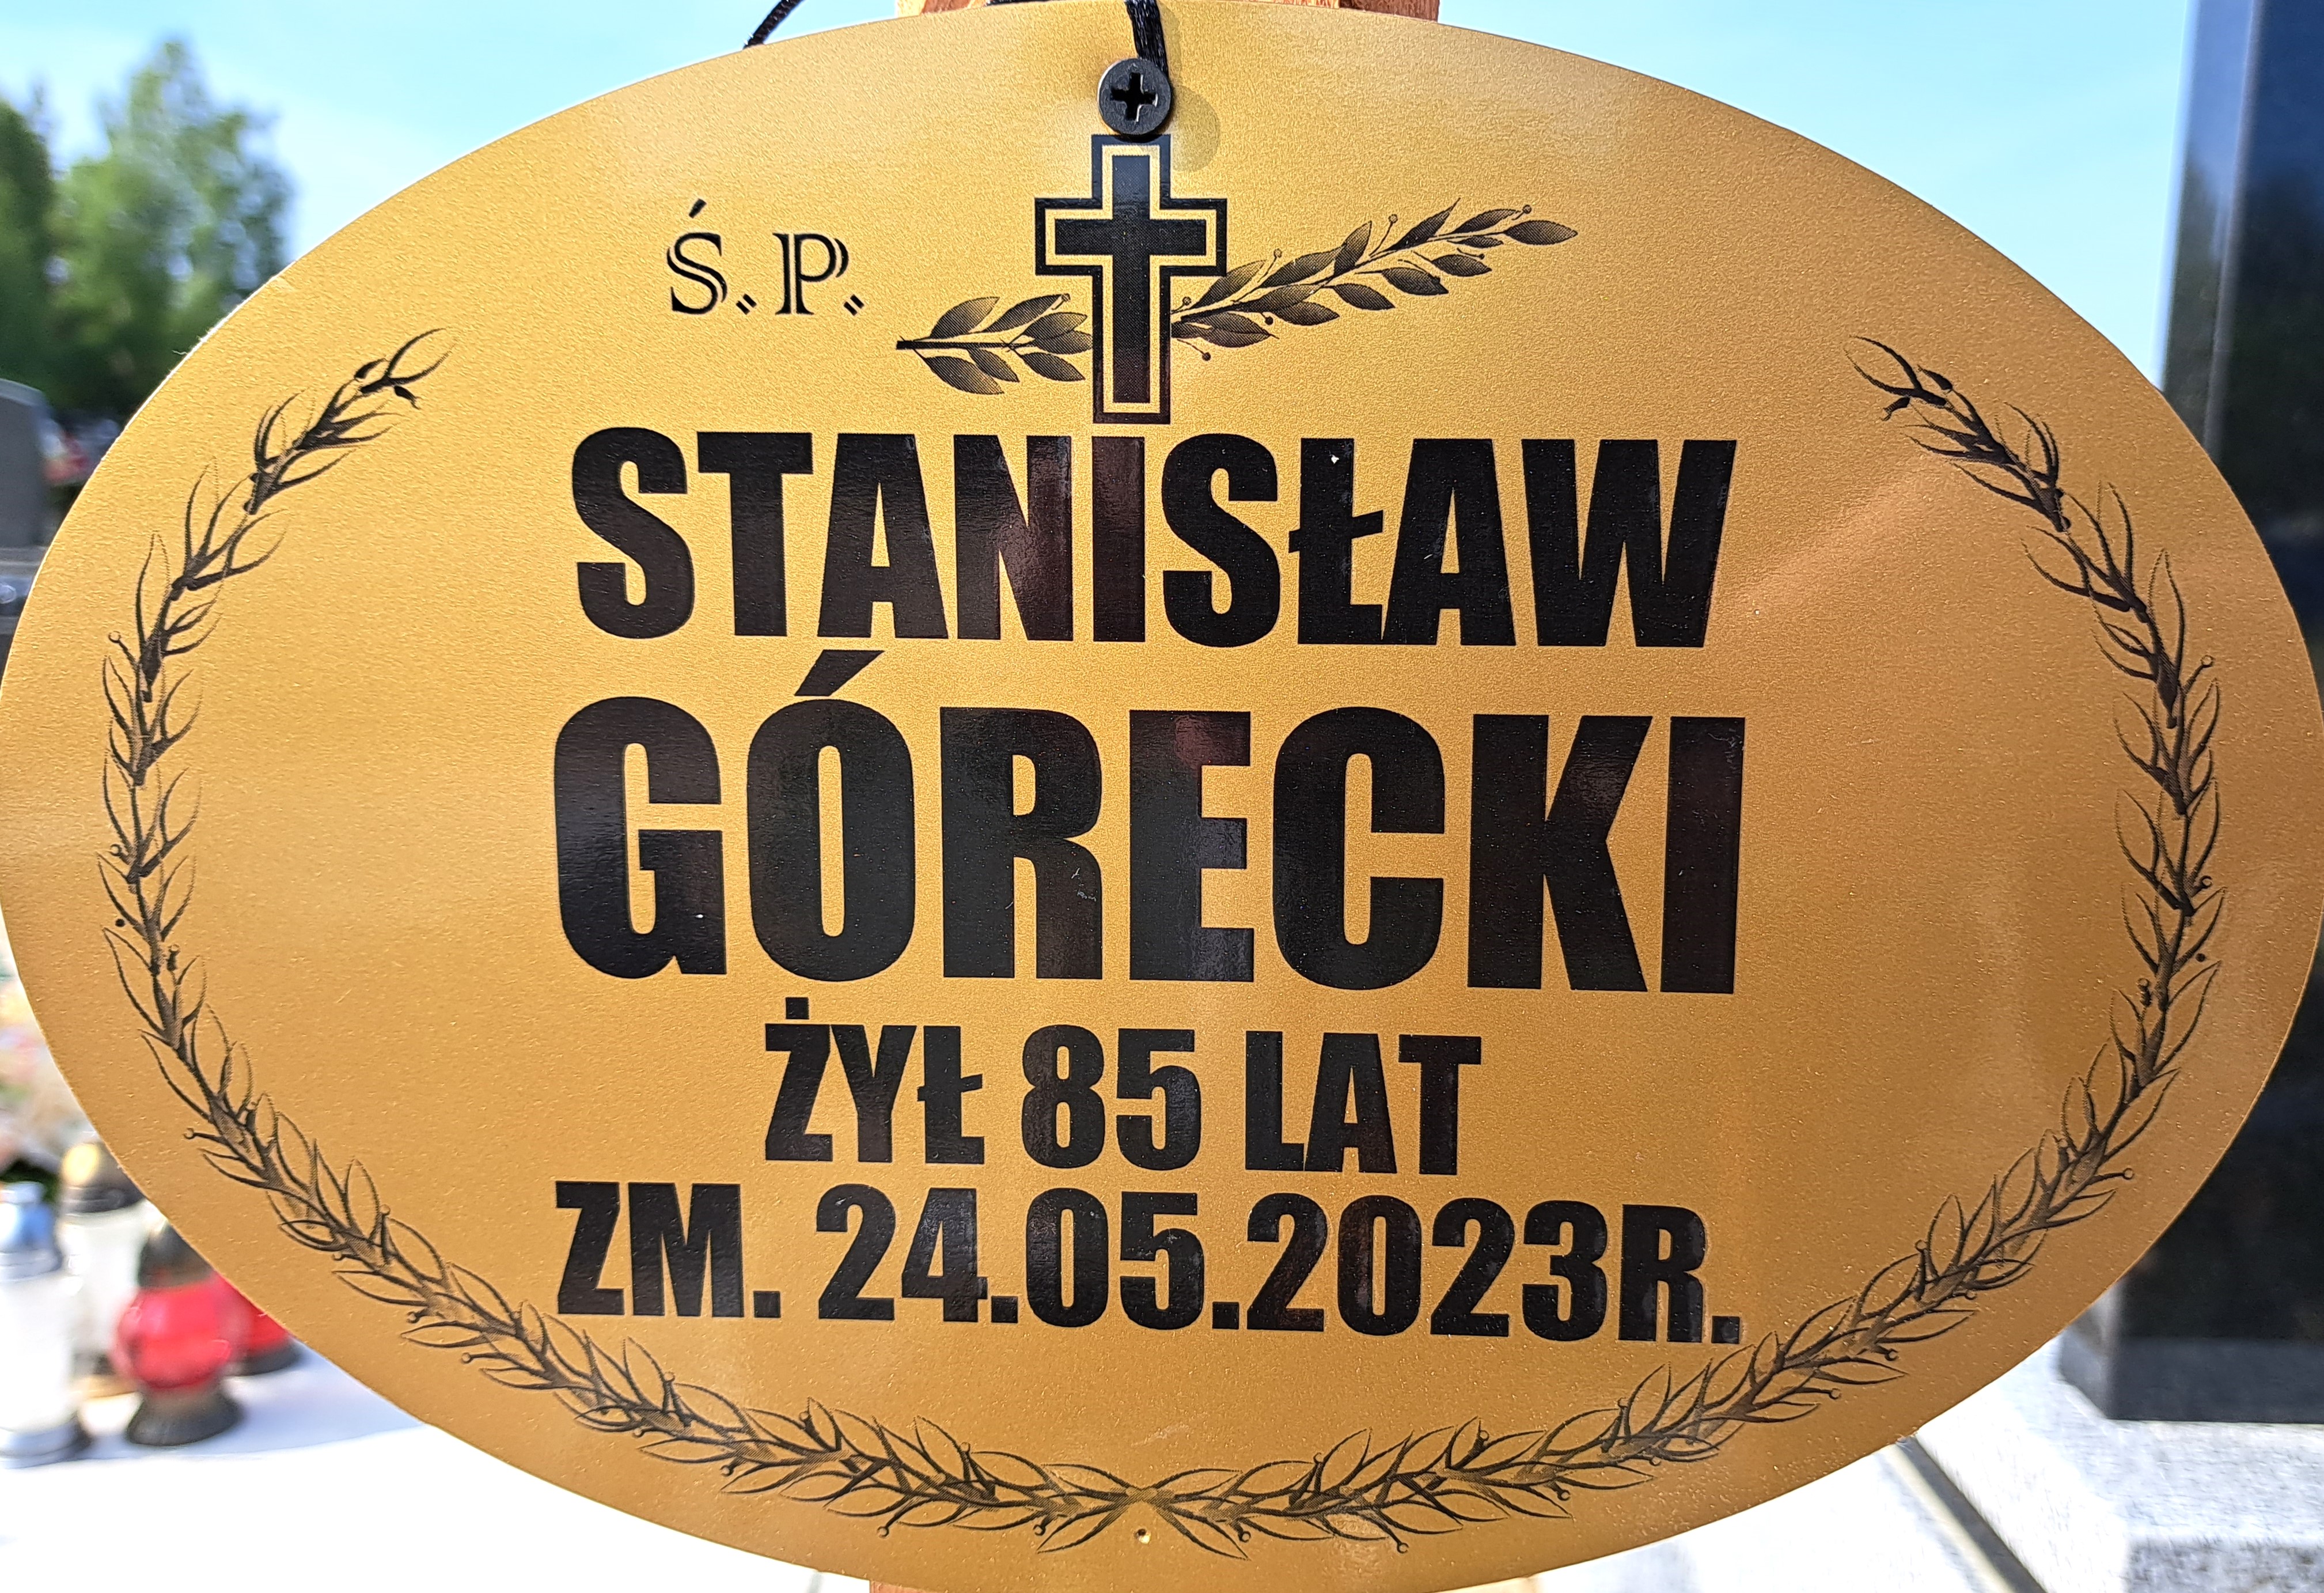 Ś. P.
STANISŁAW
GÓRECKI
ŻYŁ 85 LAT
ZM. 24.05.2023R.